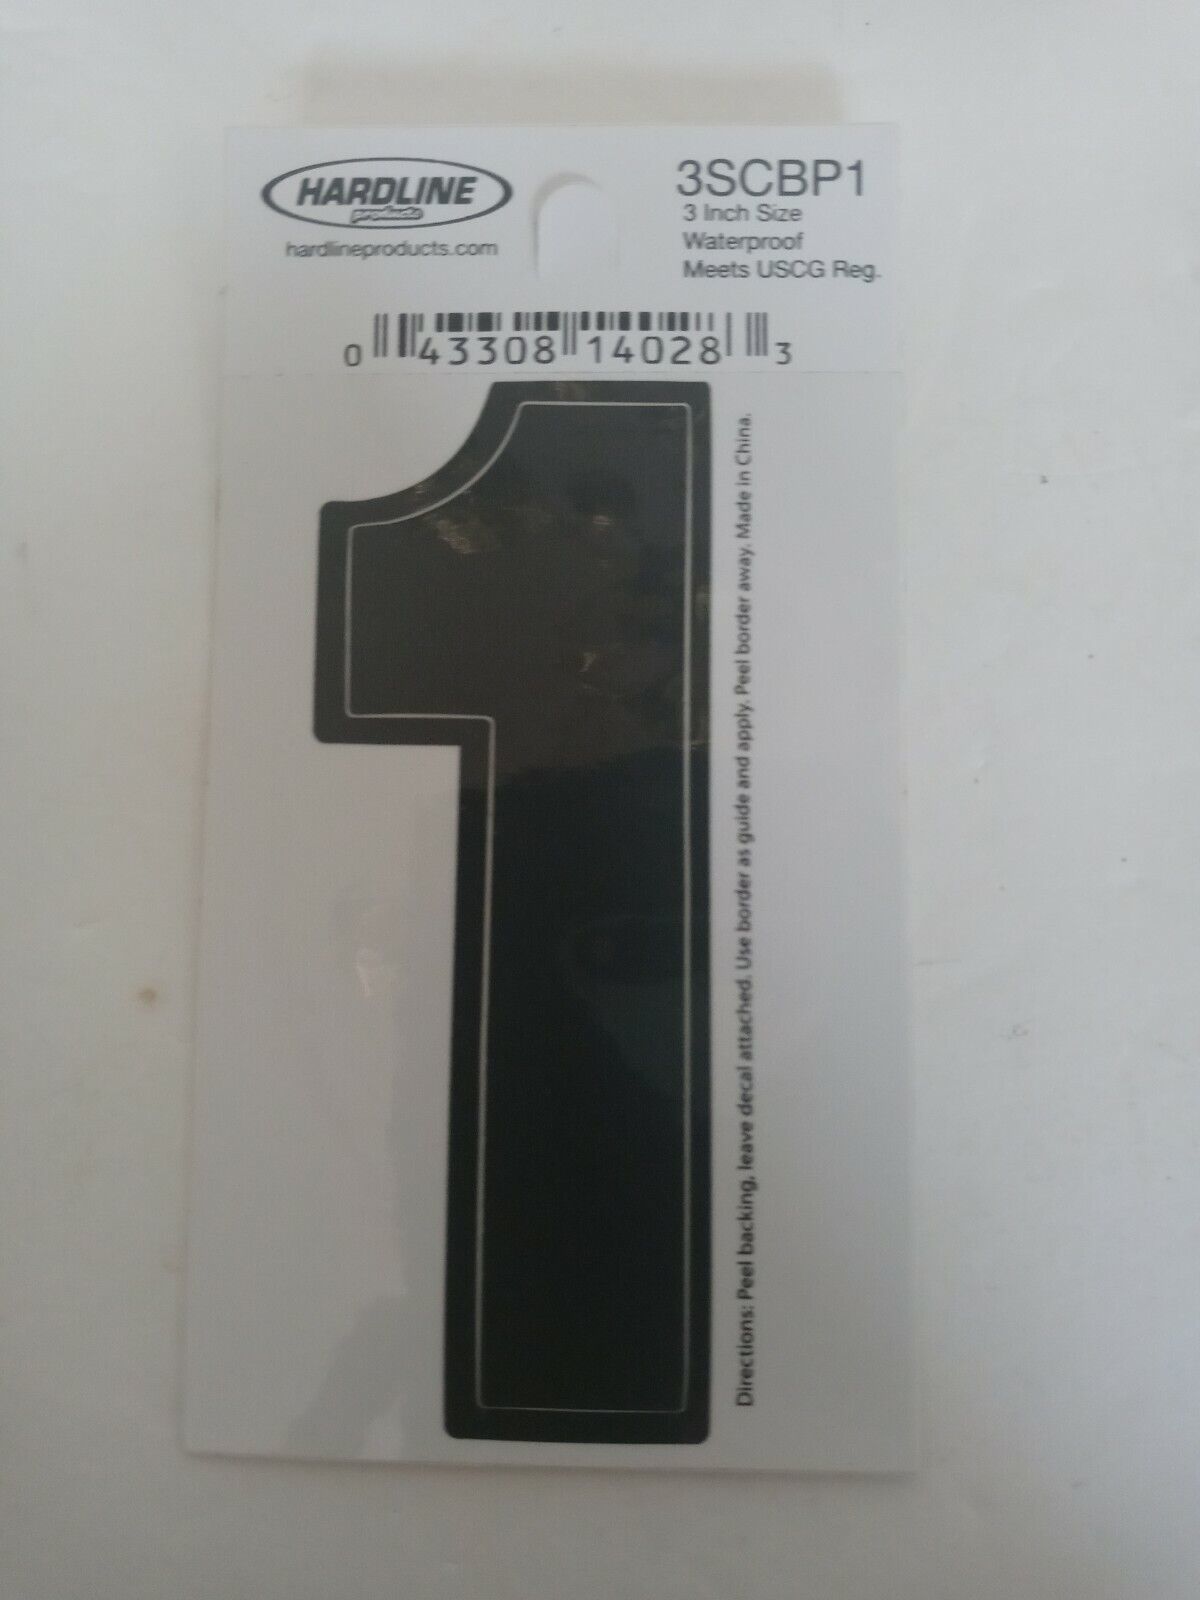 HARDLINE
products
hardlineproducts.com
3SCBP1
3 Inch Size
Waterproof
Meets USCG Reg.
0 43308 14028 3
1
Directions: Peel backing, leave decal attached. Use border as guide and apply. Peel border away. Made in China.